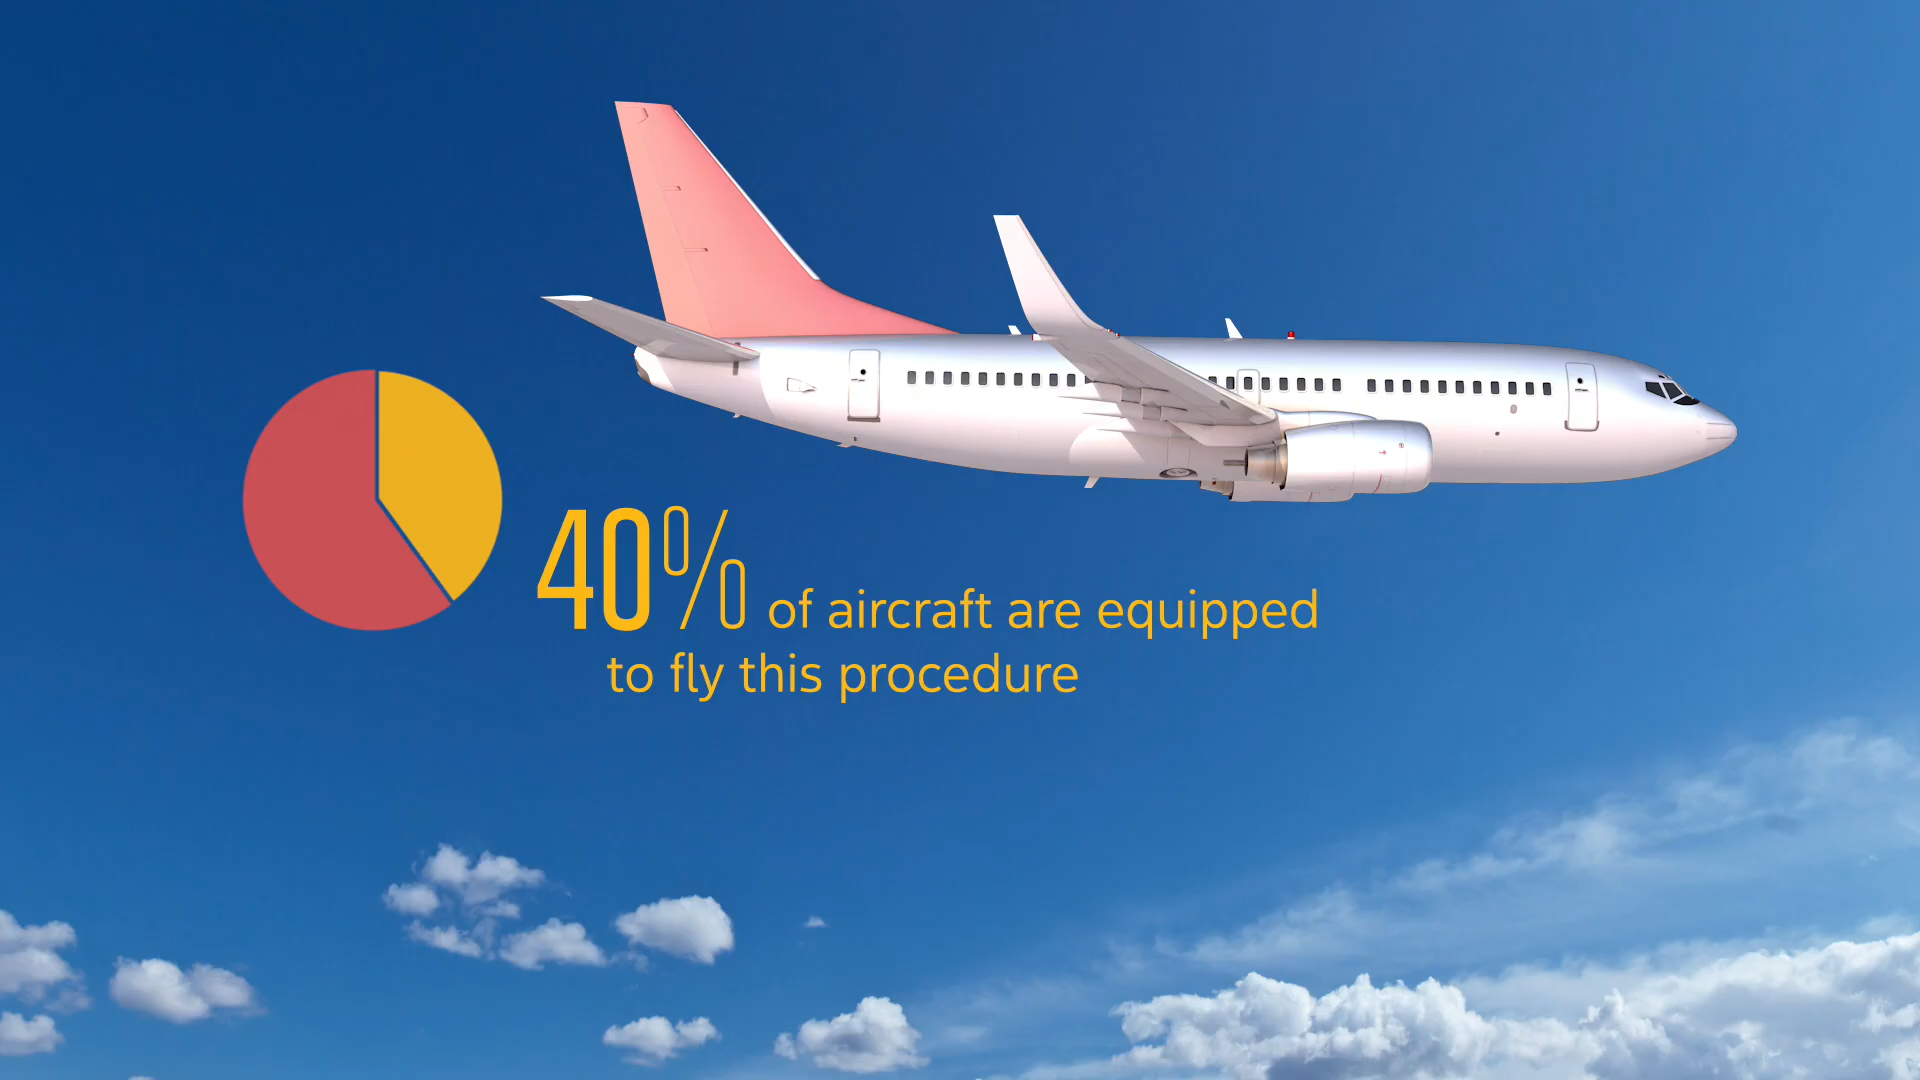 40% of aircraft are equipped
to fly this procedure